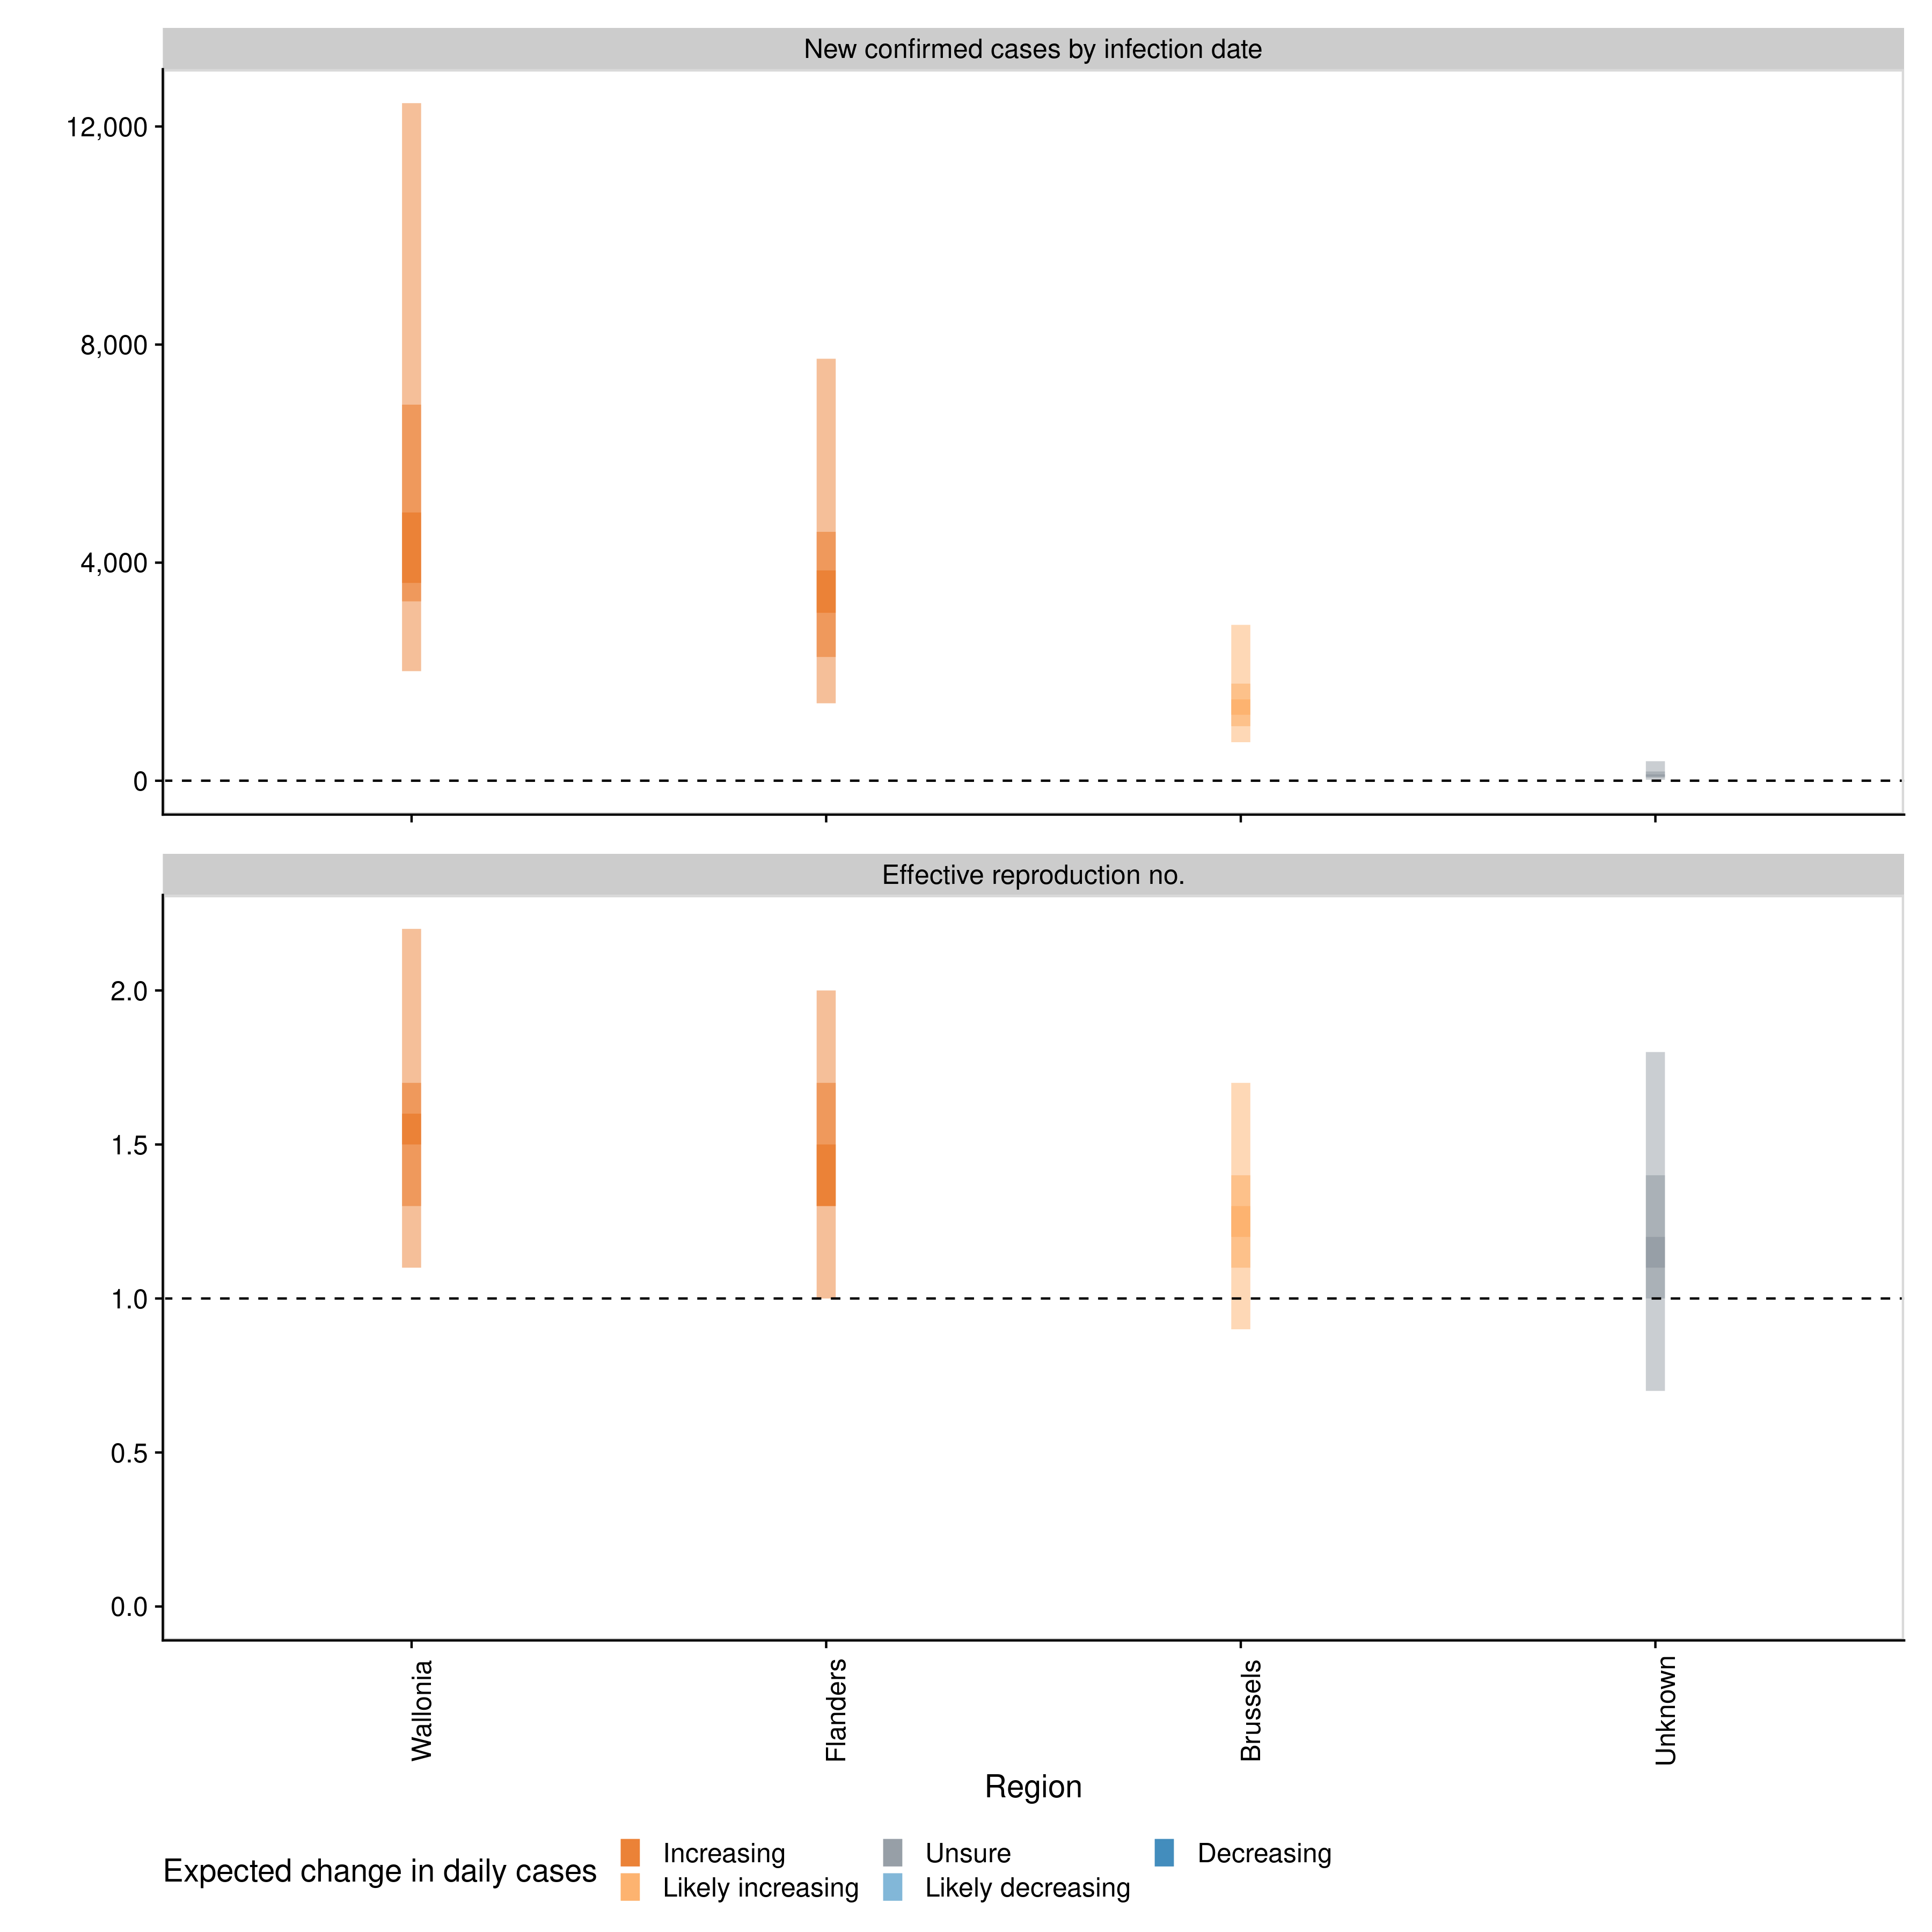 New confirmed cases by infection date
12,000
8,000
4,000
0
Effective reproduction no.
2.0
1.5
1.0
0.5
0.0
Wallonia
Flanders
Brussels
Unknown
Region
Expected change in daily cases
Increasing
Likely increasing
Unsure
Likely decreasing
Decreasing